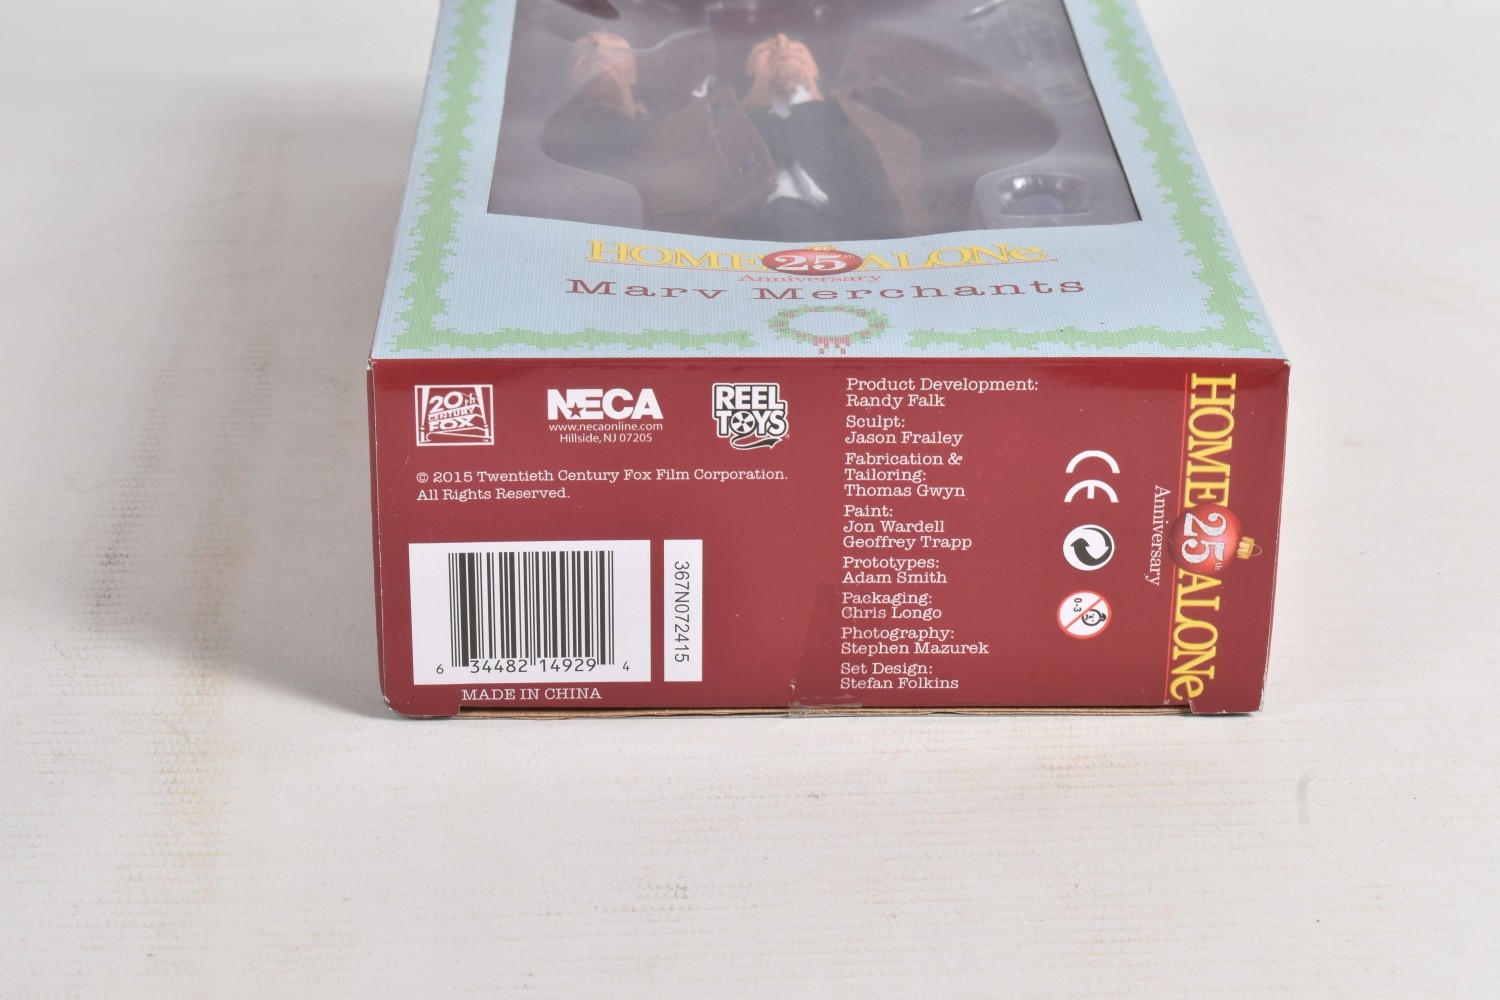 HOME 25th ALONe™
Anniversary
Marv Merchants
20th
CENTURY
FOX
NECA
www.necaonline.com
Hillside, NJ 07205
REEL
TOYS
© 2015 Twentieth Century Fox Film Corporation.
All Rights Reserved.
6 34482 14929 4
MADE IN CHINA
367N072415
Product Development:
Randy Falk
Sculpt:
Jason Frailey
Fabrication &
Tailoring:
Thomas Gwyn
Paint:
Jon Wardell
Geoffrey Trapp
Prototypes:
Adam Smith
Packaging:
Chris Longo
Photography:
Stephen Mazurek
Set Design:
Stefan Folkins
CE
0-3
HOME 25th ALONe™
Anniversary